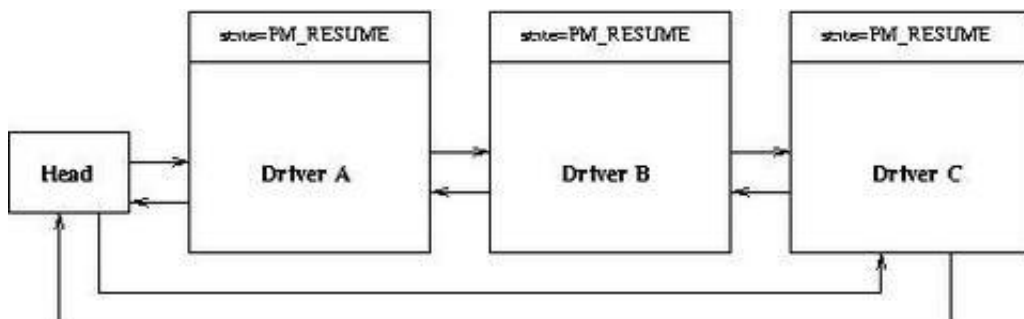 state=PM_RESUME
state=PM_RESUME
state=PM_RESUME
Head
Driver A
Driver B
Driver C